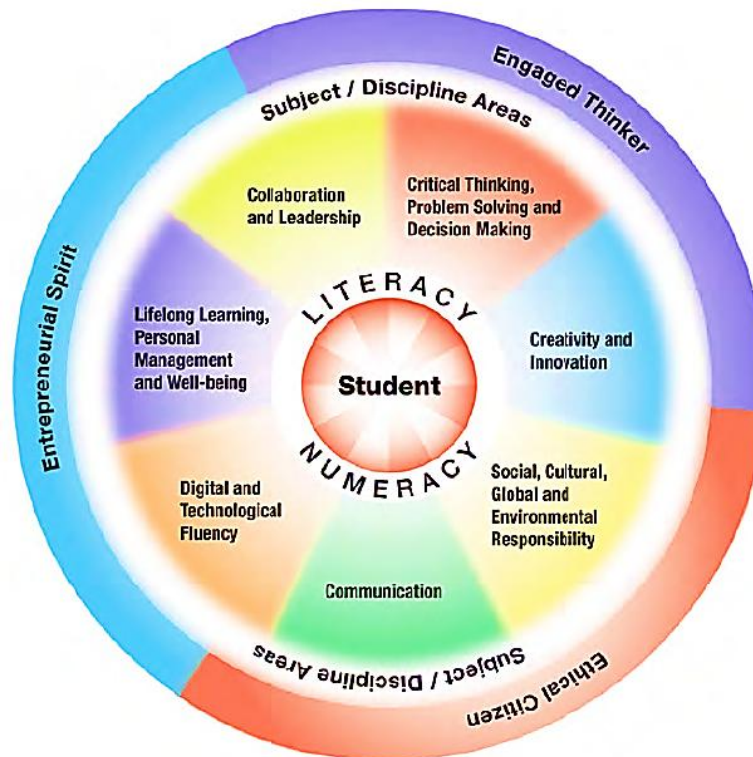 Engaged Thinker
Subject / Discipline Areas
Collaboration
and Leadership
Critical Thinking,
Problem Solving and
Decision Making
Entrepreneurial Spirit
Lifelong Learning,
Personal
Management
and Well-being
LITERACY
Student
NUMERACY
Creativity and
Innovation
Digital and
Technological
Fluency
Social, Cultural,
Global and
Environmental
Responsibility
Communication
Subject / Discipline Areas
Ethical Citizen